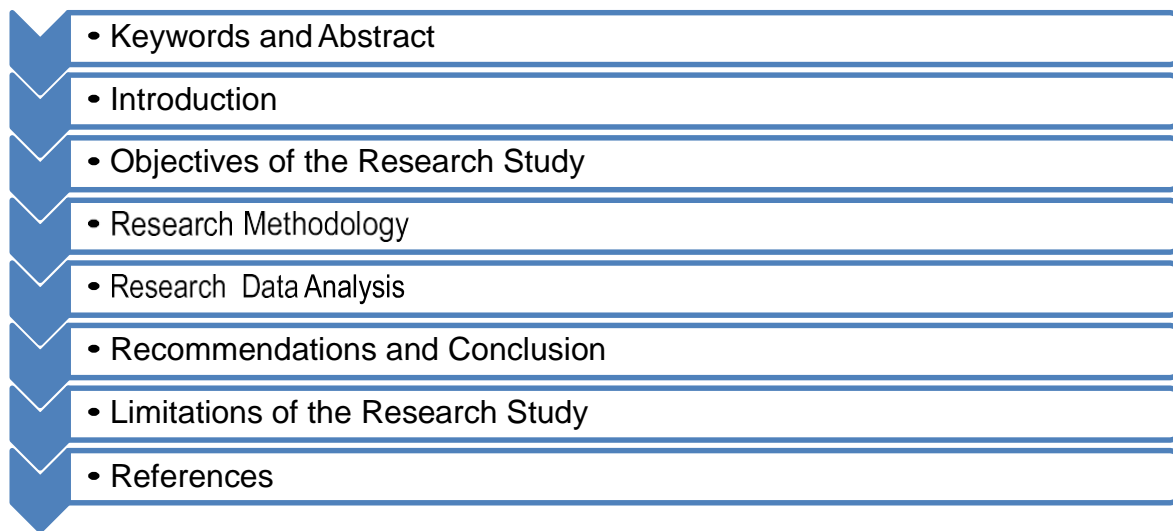 • Keywords and Abstract
• Introduction
• Objectives of the Research Study
• Research Methodology
• Research Data Analysis
• Recommendations and Conclusion
• Limitations of the Research Study
• References